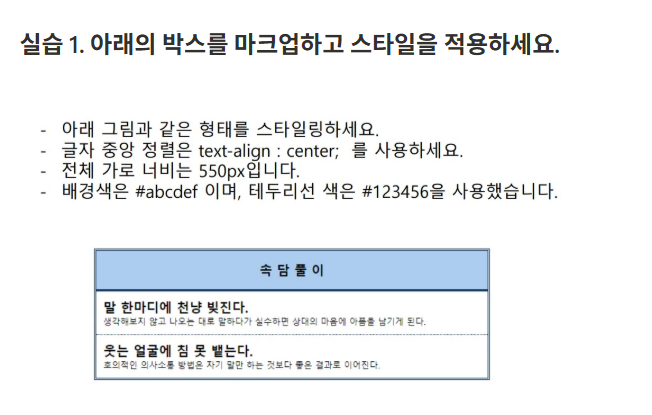 실습 1. 아래의 박스를 마크업하고 스타일을 적용하세요.
- 아래 그림과 같은 형태를 스타일링하세요.
- 글자 중앙 정렬은 text-align : center; 를 사용하세요.
- 전체 가로 너비는 550px입니다.
- 배경색은 #abcdef 이며, 테두리선 색은 #123456을 사용했습니다.
속 담 풀 이
말 한마디에 천냥 빚진다.
생각해보지 않고 나오는 대로 말하다가 실수하면 상대의 마음에 아픔을 남기게 된다.
웃는 얼굴에 침 못 뱉는다.
호의적인 의사소통 방법은 자기 말만 하는 것보다 좋은 결과로 이어진다.